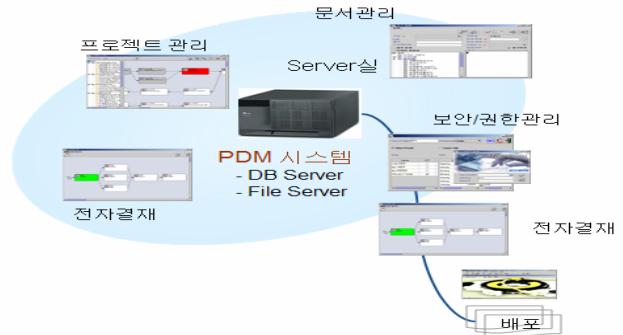 문서관리
프로젝트 관리
Server실
보안/권한관리
PDM 시스템
- DB Server
- File Server
전자결재
전자결재
배포